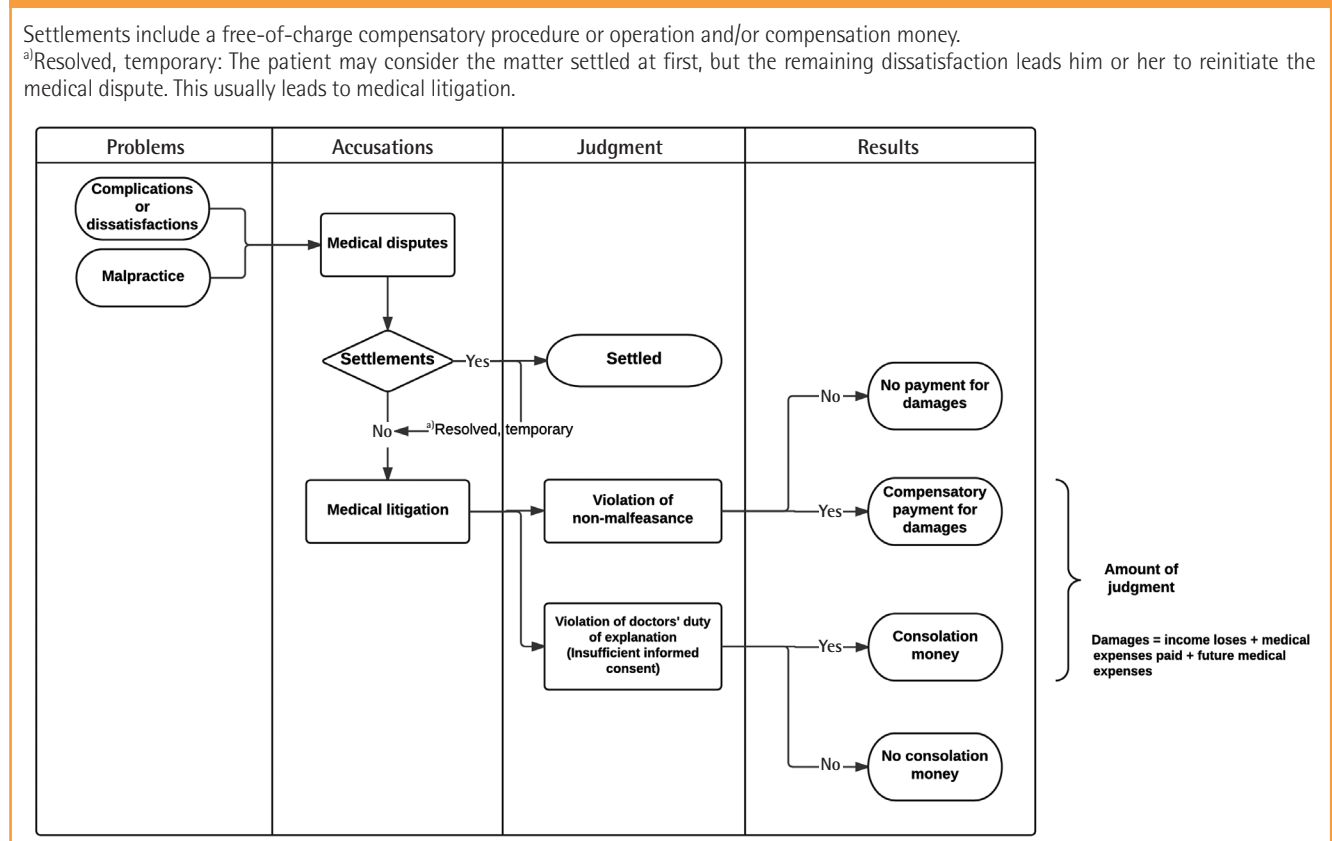 Settlements include a free-of-charge compensatory procedure or operation and/or compensation money.
a)Resolved, temporary: The patient may consider the matter settled at first, but the remaining dissatisfaction leads him or her to reinitiate the
medical dispute. This usually leads to medical litigation.
Problems
Accusations
Judgment
Results
Complications
or
dissatisfactions
Malpractice
Medical disputes
Settlements
Yes
Settled
No
a)Resolved, temporary
Medical litigation
Violation of
non-malfeasance
Violation of doctors' duty
of explanation
(Insufficient informed
consent)
No
No payment for
damages
Yes
Compensatory
payment for
damages
Yes
Consolation
money
No
No consolation
money
Amount of
judgment
Damages = income loses + medical
expenses paid + future medical
expenses